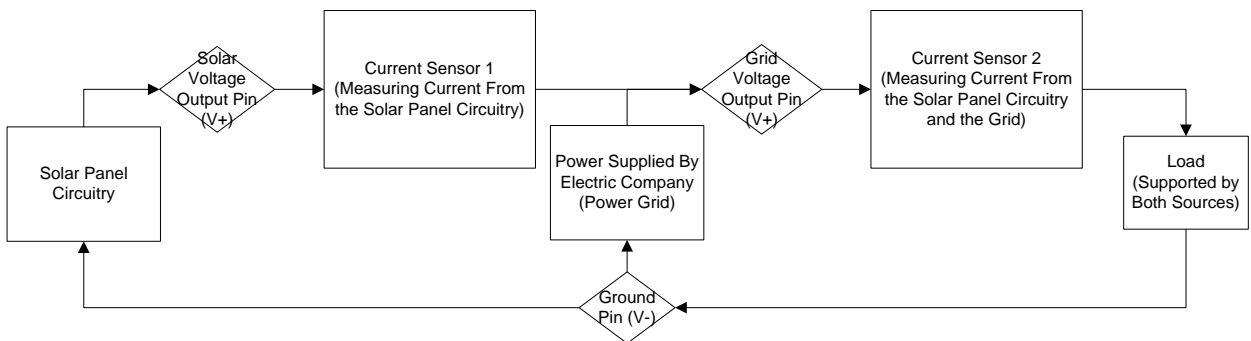 Solar
Voltage
Output Pin
(V+)
Current Sensor 1
(Measuring Current From
the Solar Panel Circuitry)
Grid
Voltage
Output Pin
(V+)
Current Sensor 2
(Measuring Current From
the Solar Panel Circuitry
and the Grid)
Solar Panel
Circuitry
Power Supplied By
Electric Company
(Power Grid)
Load
(Supported by
Both Sources)
Ground
Pin (V-)